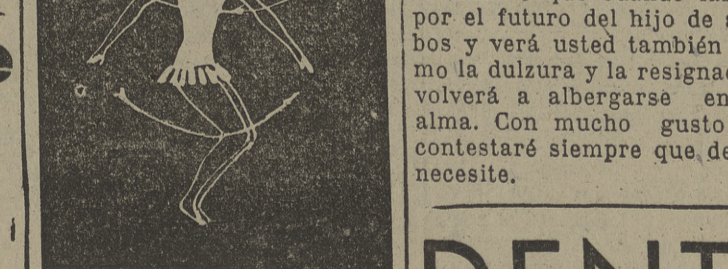 por el futuro del hijo de
bos y verá usted también
mo la dulzura y la resigna
volverá a albergarse en
alma. Con mucho gusto
contestaré siempre que de
necesite.
DENT